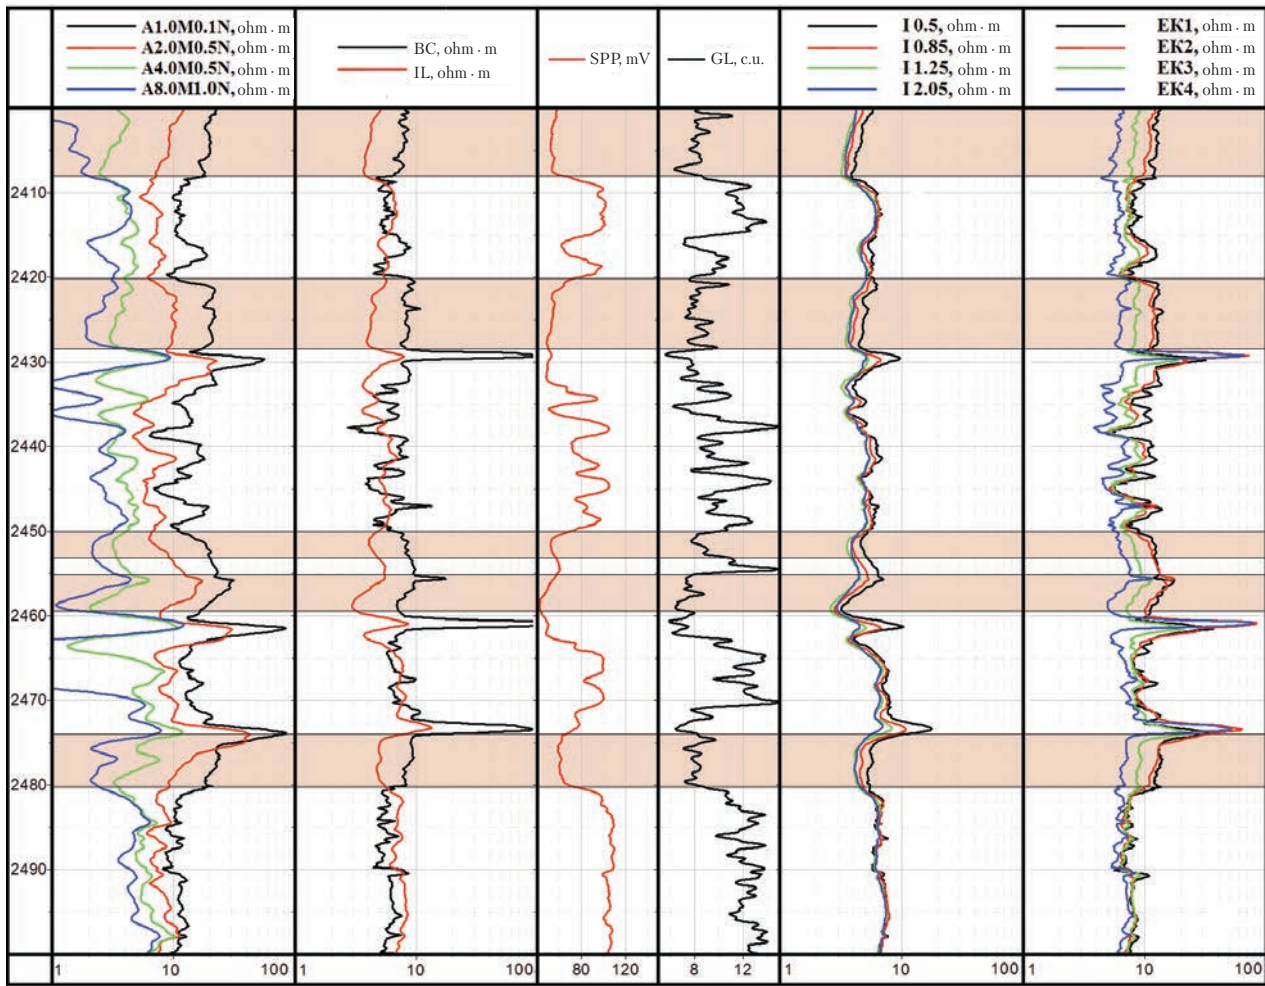 A1.0M0.1N, ohm · m
A2.0M0.5N, ohm · m
A4.0M0.5N, ohm · m
A8.0M1.0N, ohm · m
BC, ohm · m
IL, ohm · m
SPP, mV
GL, c.u.
I 0.5, ohm · m
I 0.85, ohm · m
I 1.25, ohm · m
I 2.05, ohm · m
EK1, ohm · m
EK2, ohm · m
EK3, ohm · m
EK4, ohm · m
2410
2420
2430
2440
2450
2460
2470
2480
2490
1 10 100 1 10 100 80 120 8 12 1 10 100 1 10 100